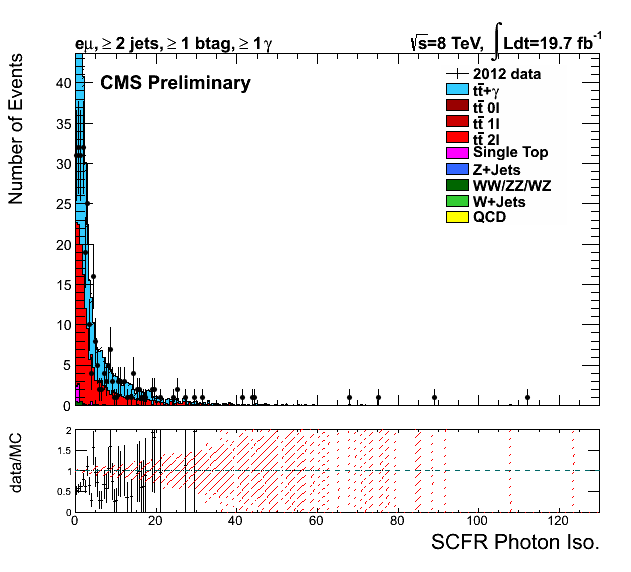 eμ, ≥ 2 jets, ≥ 1 btag, ≥ 1 γ
√s=8 TeV, ∫ Ldt=19.7 fb⁻¹
CMS Preliminary
2012 data
tt̄+γ
tt̄ 0l
tt̄ 1l
tt̄ 2l
Single Top
Z+Jets
WW/ZZ/WZ
W+Jets
QCD
Number of Events
40
35
30
25
20
15
10
5
0
data/MC
2
1.5
1
0.5
0
0 20 40 60 80 100 120
SCFR Photon Iso.